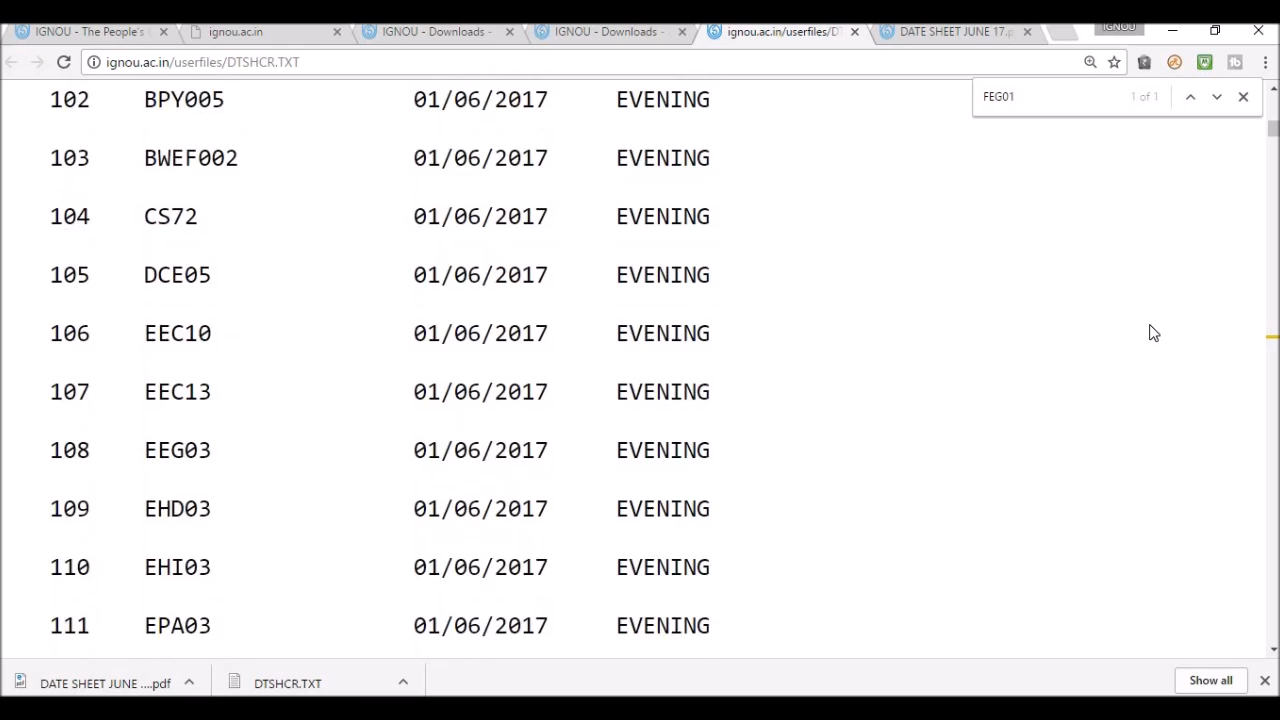 IGNOU - The People's
ignou.ac.in
IGNOU - Downloads -
IGNOU - Downloads -
ignou.ac.in/userfiles/D
DATE SHEET JUNE 17.p
IGNOU
ignou.ac.in/userfiles/DTSHCR.TXT
FEG01 1 of 1
102 BPY005 01/06/2017 EVENING
103 BWEF002 01/06/2017 EVENING
104 CS72 01/06/2017 EVENING
105 DCE05 01/06/2017 EVENING
106 EEC10 01/06/2017 EVENING
107 EEC13 01/06/2017 EVENING
108 EEG03 01/06/2017 EVENING
109 EHD03 01/06/2017 EVENING
110 EHI03 01/06/2017 EVENING
111 EPA03 01/06/2017 EVENING
DATE SHEET JUNE ....pdf
DTSHCR.TXT
Show all